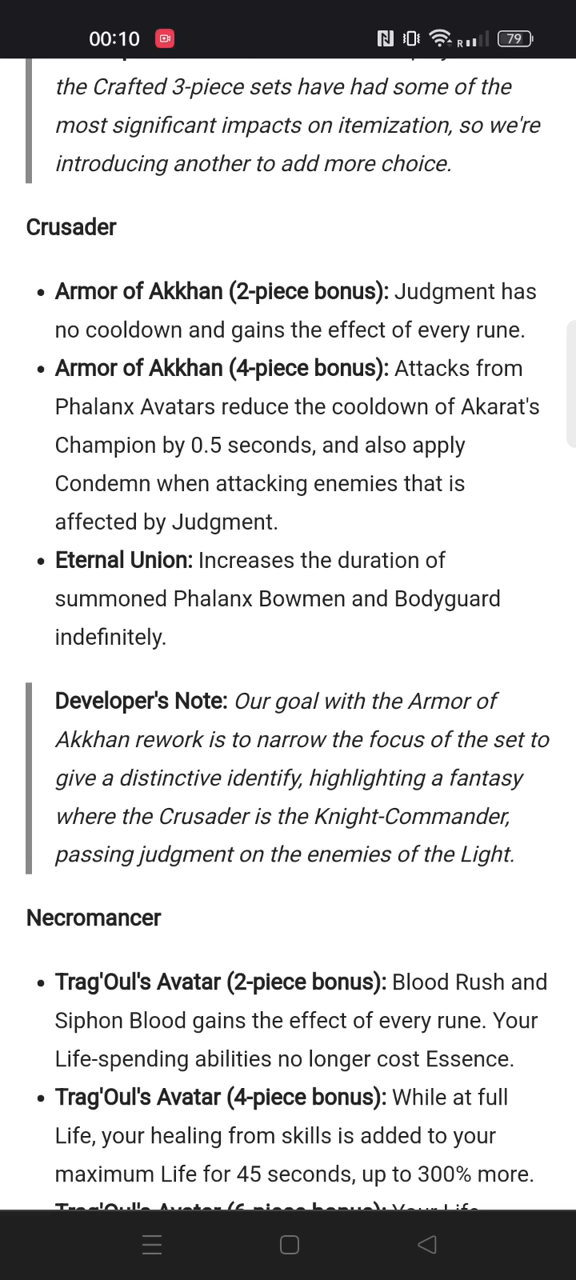 00:10
R
79
the Crafted 3-piece sets have had some of the
most significant impacts on itemization, so we're
introducing another to add more choice.
Crusader
• Armor of Akkhan (2-piece bonus): Judgment has
no cooldown and gains the effect of every rune.
• Armor of Akkhan (4-piece bonus): Attacks from
Phalanx Avatars reduce the cooldown of Akarat's
Champion by 0.5 seconds, and also apply
Condemn when attacking enemies that is
affected by Judgment.
• Eternal Union: Increases the duration of
summoned Phalanx Bowmen and Bodyguard
indefinitely.
Developer's Note: Our goal with the Armor of
Akkhan rework is to narrow the focus of the set to
give a distinctive identify, highlighting a fantasy
where the Crusader is the Knight-Commander,
passing judgment on the enemies of the Light.
Necromancer
• Trag'Oul's Avatar (2-piece bonus): Blood Rush and
Siphon Blood gains the effect of every rune. Your
Life-spending abilities no longer cost Essence.
• Trag'Oul's Avatar (4-piece bonus): While at full
Life, your healing from skills is added to your
maximum Life for 45 seconds, up to 300% more.
Trag'Oul's Avatar (6-piece bonus): Your Life